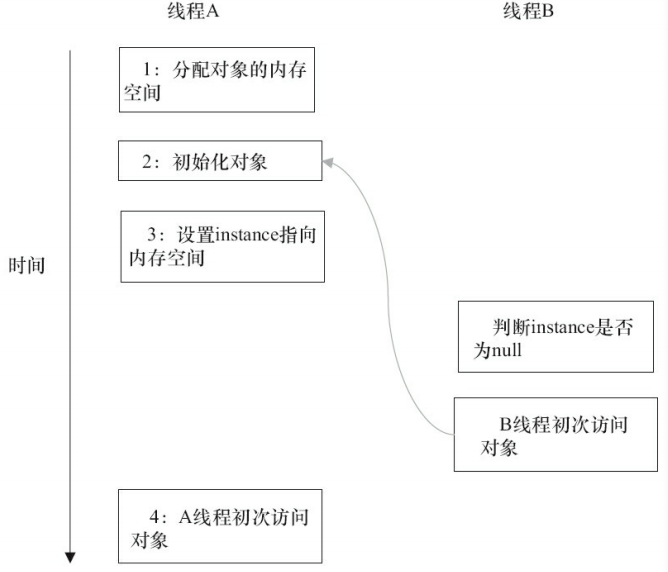 线程A
线程B
1：分配对象的内存
空间
2：初始化对象
3：设置instance指向
内存空间
时间
判断instance是否
为null
B线程初次访问
对象
4：A线程初次访问
对象